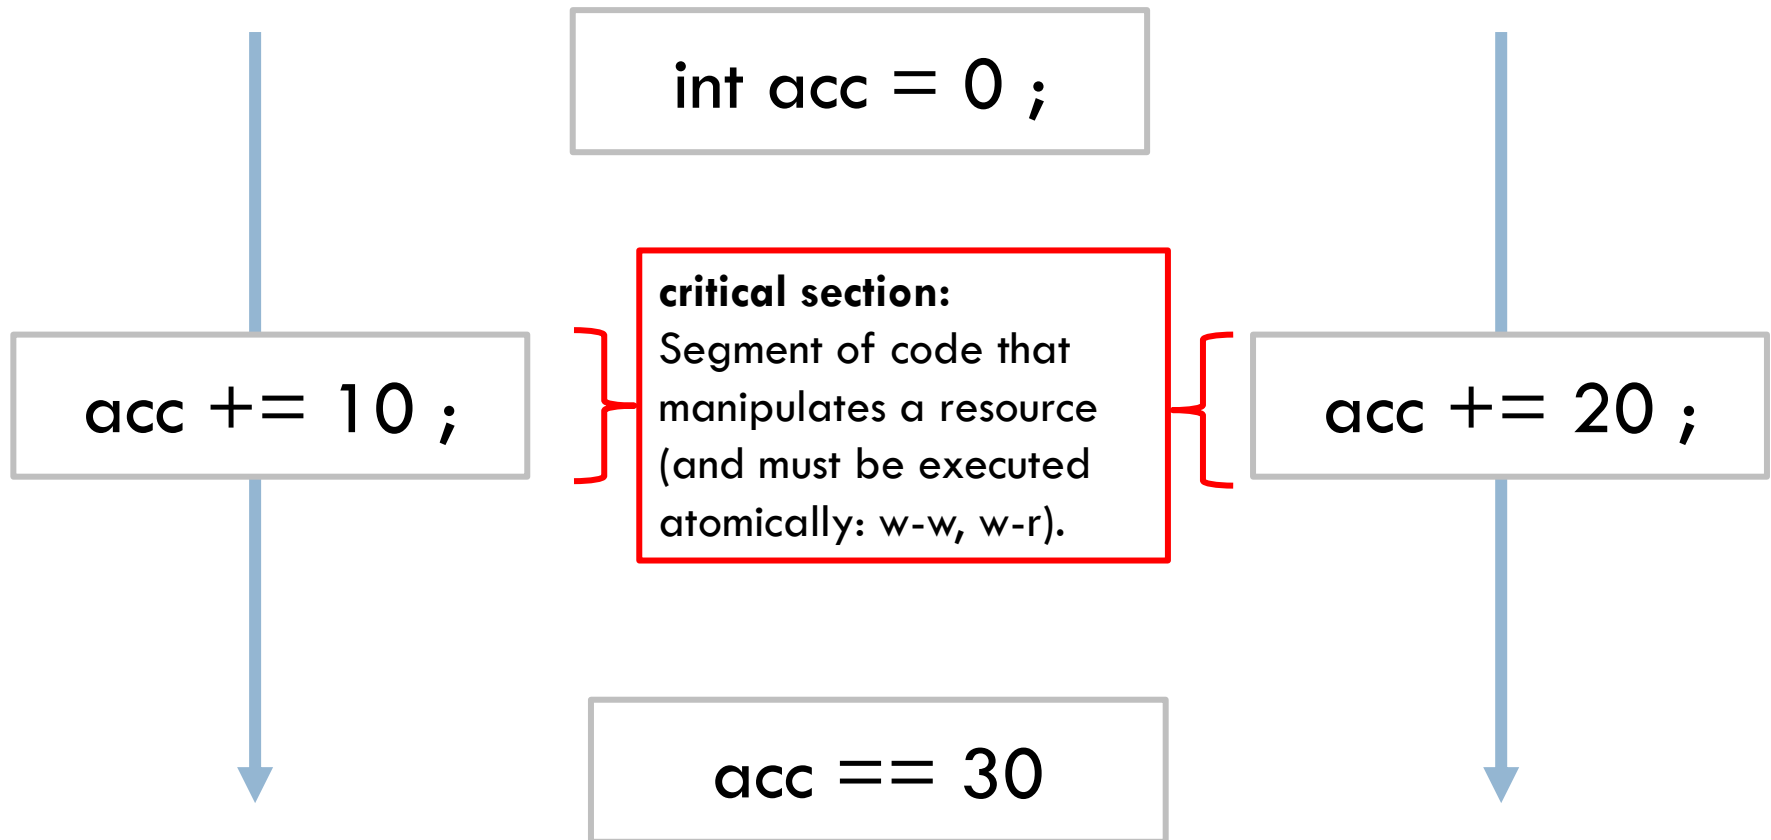 int acc = 0 ;
critical section:
Segment of code that
manipulates a resource
(and must be executed
atomically: w-w, w-r).
acc += 10 ;
acc += 20 ;
acc == 30